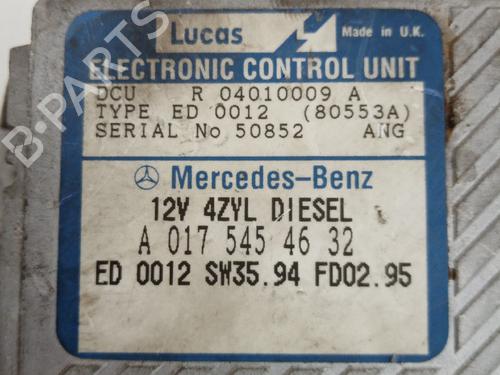 Lucas
Made in U.K.
ELECTRONIC CONTROL UNIT
DCU R 04010009 A
TYPE ED 0012 (80553A)
SERIAL No 50852 ANG
Mercedes-Benz
12V 4ZYL DIESEL
A 017 545 46 32
ED 0012 SW35.94 FD02.95
B-PARTS